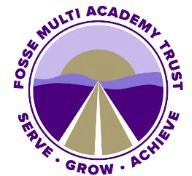 FOSSE MULTI ACADEMY TRUST
SERVE • GROW • ACHIEVE